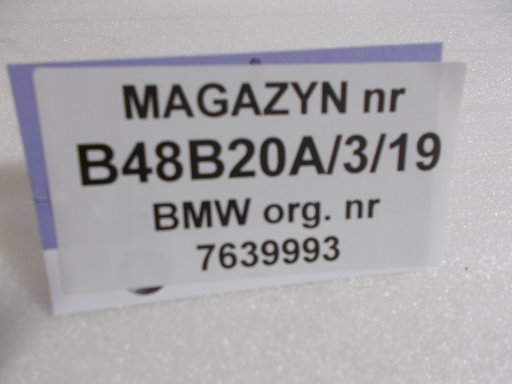 MAGAZYN nr
B48B20A/3/19
BMW org. nr
7639993